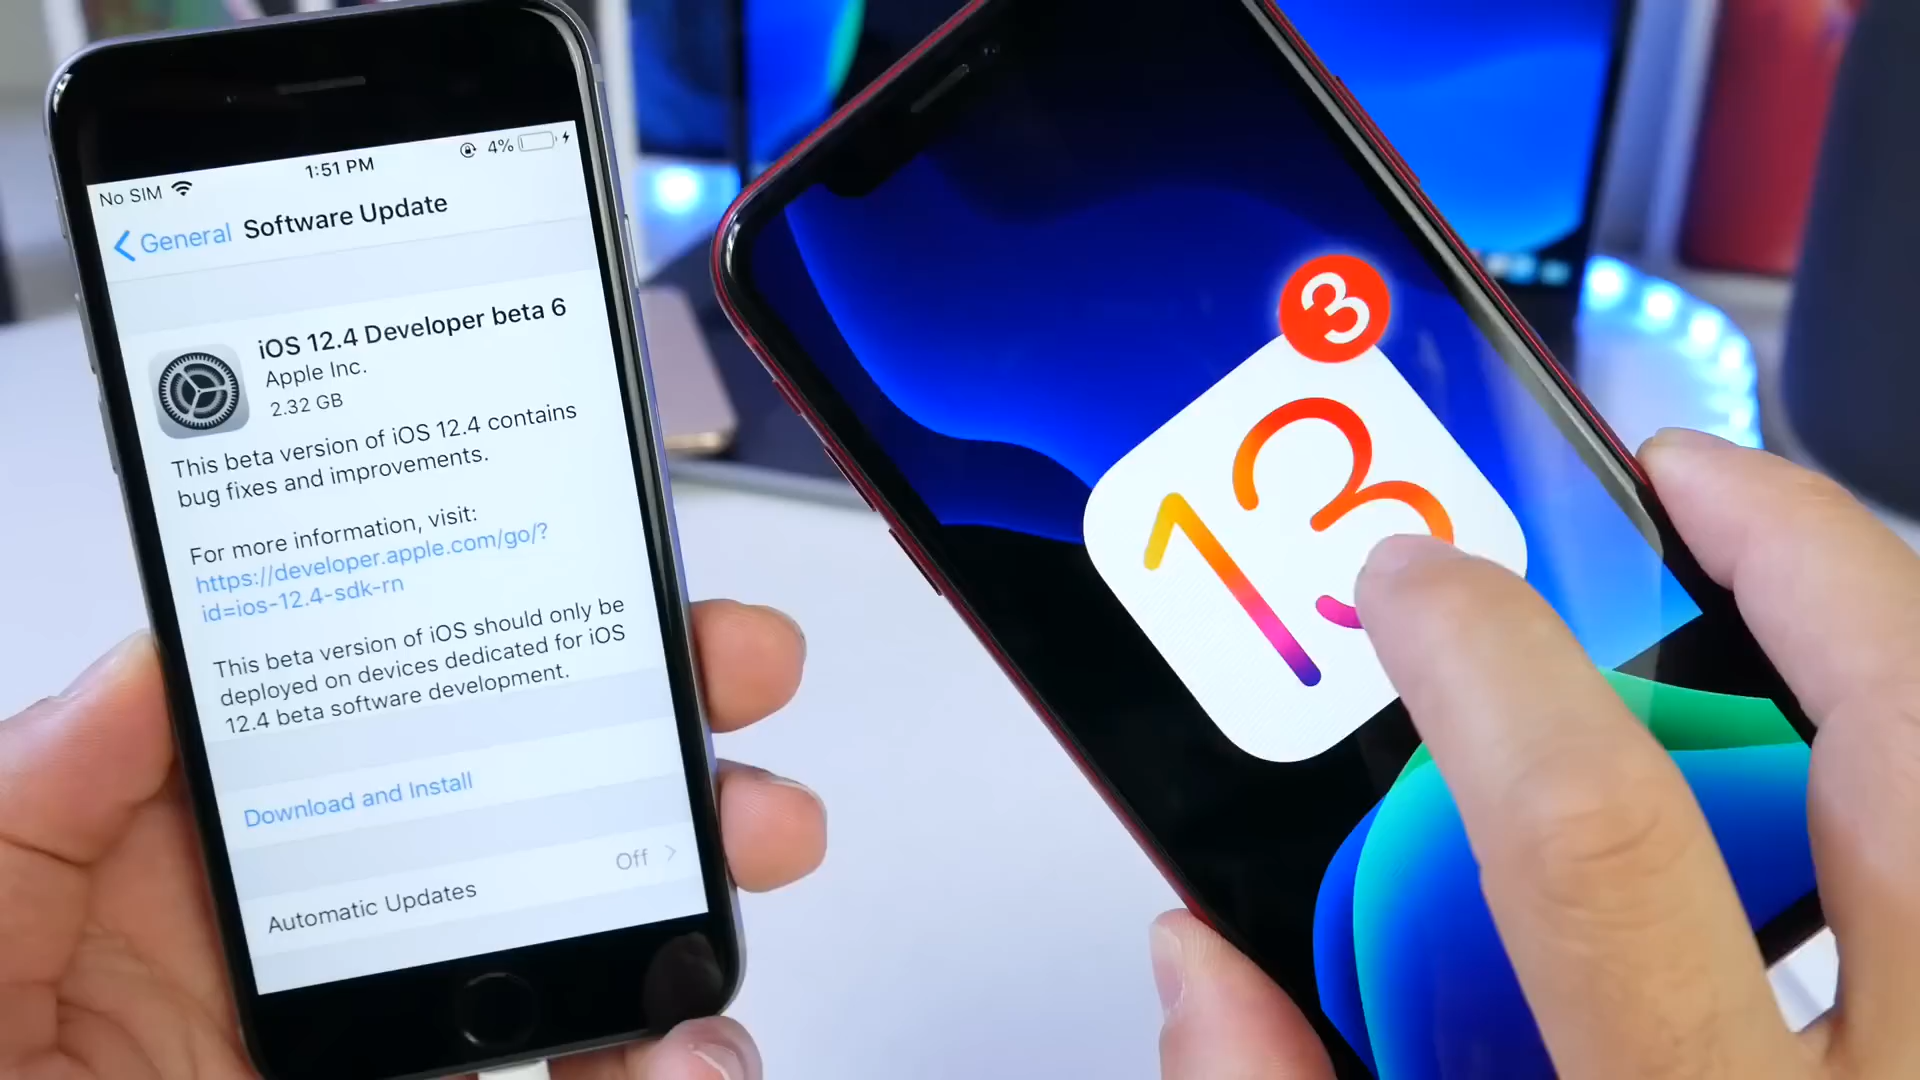 No SIM 1:51 PM 4%
General Software Update
iOS 12.4 Developer beta 6
Apple Inc.
2.32 GB
This beta version of iOS 12.4 contains
bug fixes and improvements.
For more information, visit:
https://developer.apple.com/go/?
id=ios-12.4-sdk-rn
This beta version of iOS should only be
deployed on devices dedicated for iOS
12.4 beta software development.
Download and Install
Automatic Updates Off
3
13